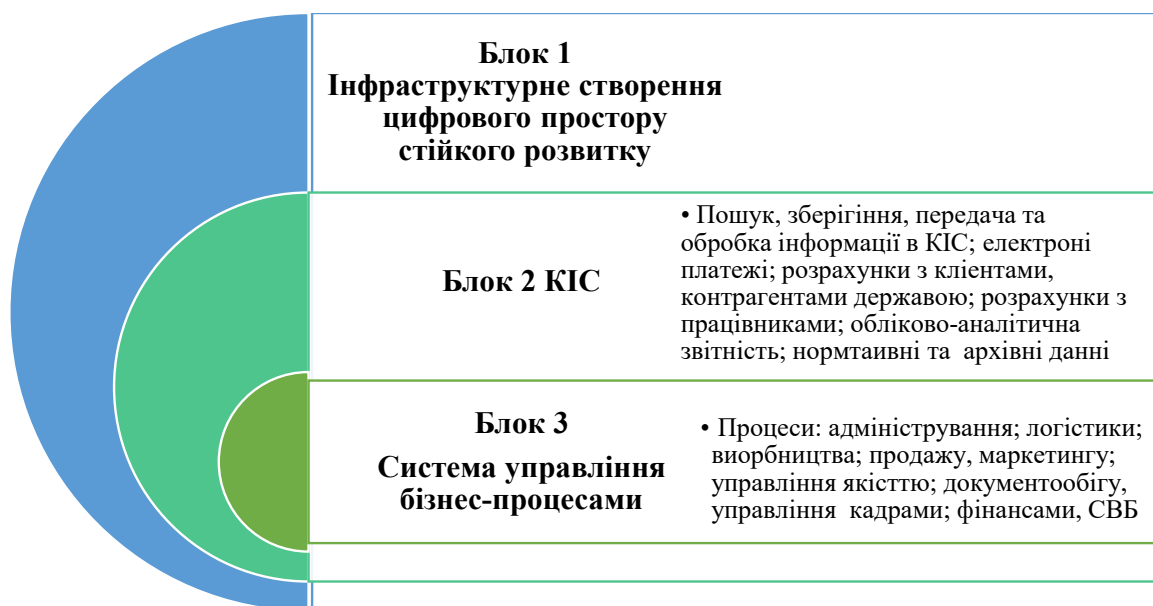 Блок 1
Інфраструктурне створення
цифрового простору
стійкого розвитку
Блок 2 КІС
• Пошук, зберігіння, передача та
обробка інформації в КІС; електроні
платежі; розрахунки з клієнтами,
контрагентами державою; розрахунки з
працівниками; обліково-аналітична
звітність; нормтаивні та архівні данні
Блок 3
Система управління
бізнес-процесами
• Процеси: адміністрування; логістики;
виорбництва; продажу, маркетингу;
управління якісттю; документообігу,
управління кадрами; фінансами, СВБ